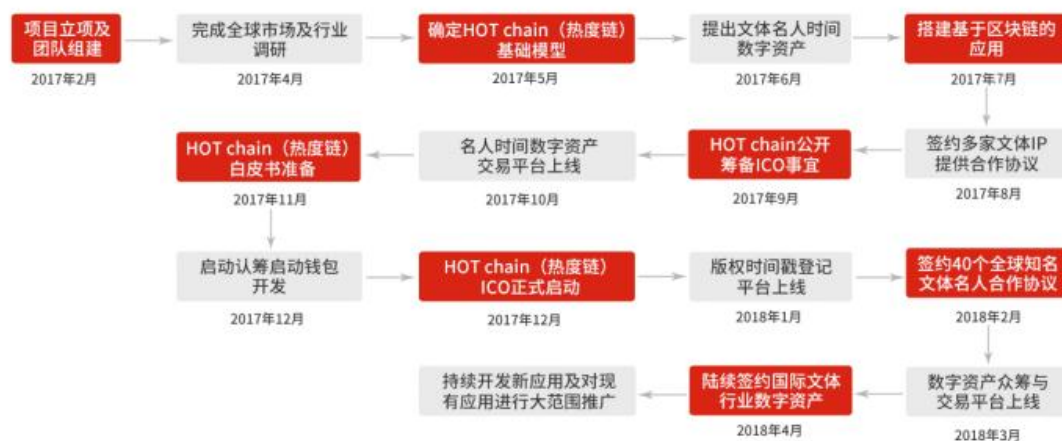 项目立项及
团队组建
2017年2月
完成全球市场及行业
调研
2017年4月
确定HOT chain（热度链）
基础模型
2017年5月
提出文体名人时间
数字资产
2017年6月
搭建基于区块链的
应用
2017年7月
签约多家文体IP
提供合作协议
2017年8月
HOT chain公开
筹备ICO事宜
2017年9月
名人时间数字资产
交易平台上线
2017年10月
HOT chain（热度链）
白皮书准备
2017年11月
启动认筹启动钱包
开发
2017年12月
HOT chain（热度链）
ICO正式启动
2017年12月
版权时间戳登记
平台上线
2018年1月
签约40个全球知名
文体名人合作协议
2018年2月
数字资产众筹与
交易平台上线
2018年3月
陆续签约国际文体
行业数字资产
2018年4月
持续开发新应用及对现
有应用进行大范围推广